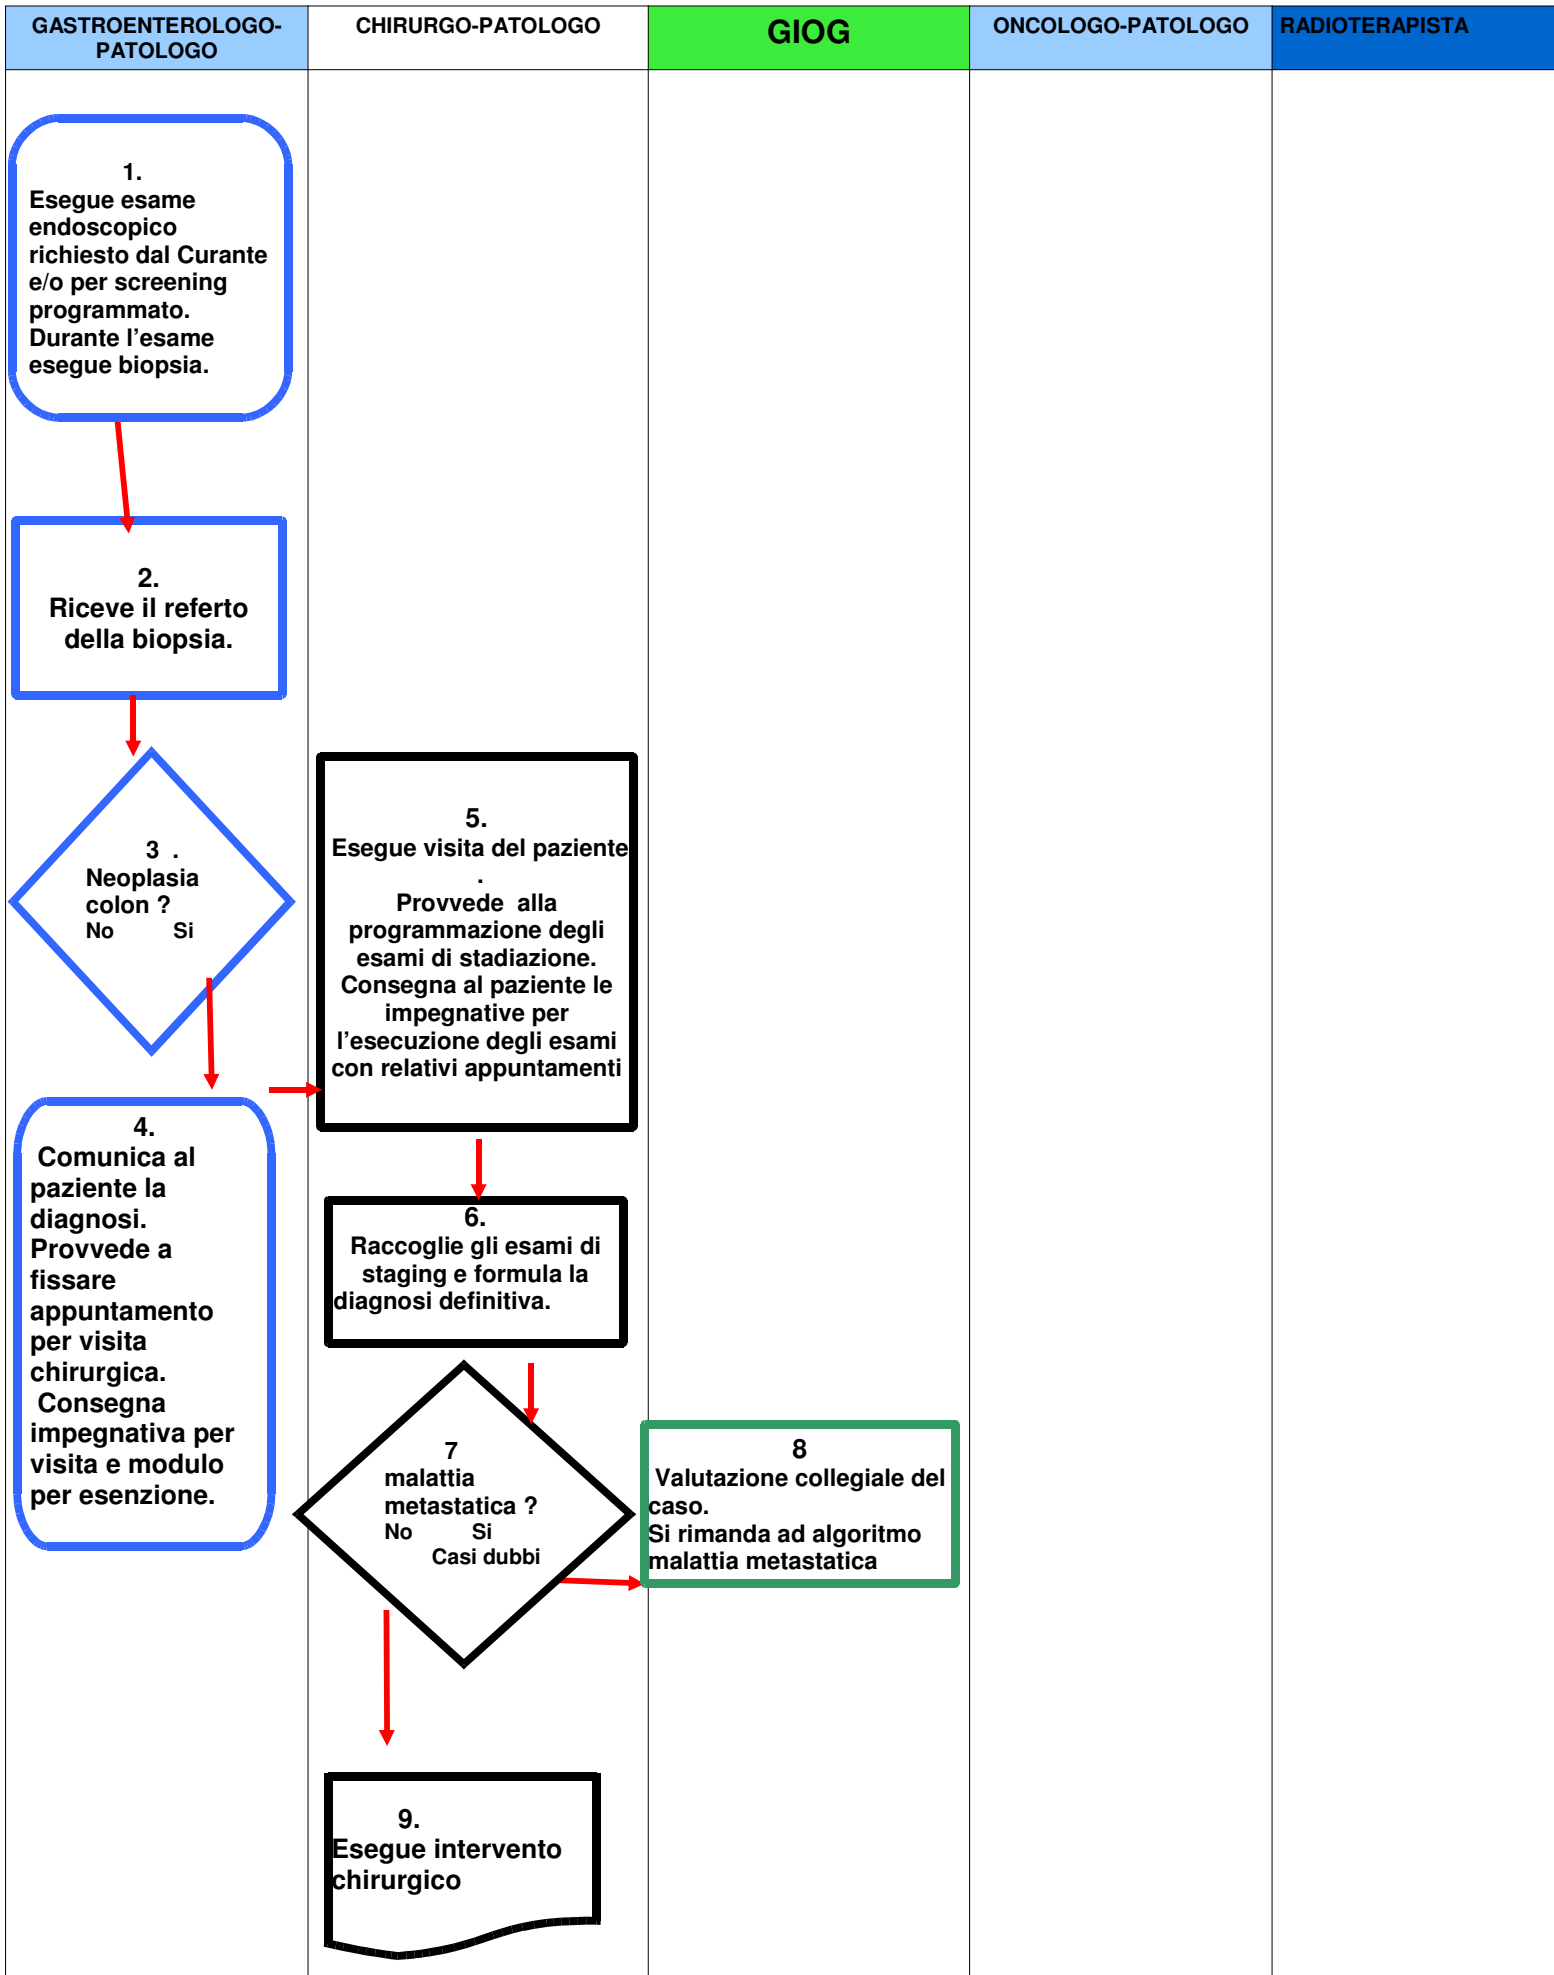 GASTROENTEROLOGO-
PATOLOGO
CHIRURGO-PATOLOGO
GIOG
ONCOLOGO-PATOLOGO
RADIOTERAPISTA
1.
Esegue esame
endoscopico
richiesto dal Curante
e/o per screening
programmato.
Durante l'esame
esegue biopsia.
2.
Riceve il referto
della biopsia.
3 .
Neoplasia
colon ?
No Si
4.
Comunica al
paziente la
diagnosi.
Provvede a
fissare
appuntamento
per visita
chirurgica.
Consegna
impegnativa per
visita e modulo
per esenzione.
5.
Esegue visita del paziente
.
Provvede alla
programmazione degli
esami di stadiazione.
Consegna al paziente le
impegnative per
l'esecuzione degli esami
con relativi appuntamenti
6.
Raccoglie gli esami di
staging e formula la
diagnosi definitiva.
7
malattia
metastatica ?
No Si
Casi dubbi
8
Valutazione collegiale del
caso.
Si rimanda ad algoritmo
malattia metastatica
9.
Esegue intervento
chirurgico